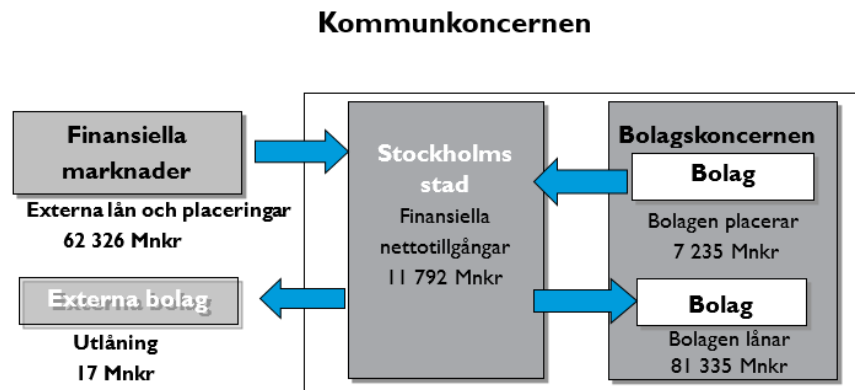 Kommunkoncernen
Finansiella
marknader
Externa lån och placeringar
62 326 Mnkr
Externa bolag
Utlåning
17 Mnkr
Stockholms
stad
Finansiella
nettotillgångar
11 792 Mnkr
Bolagskoncernen
Bolag
Bolagen placerar
7 235 Mnkr
Bolag
Bolagen lånar
81 335 Mnkr